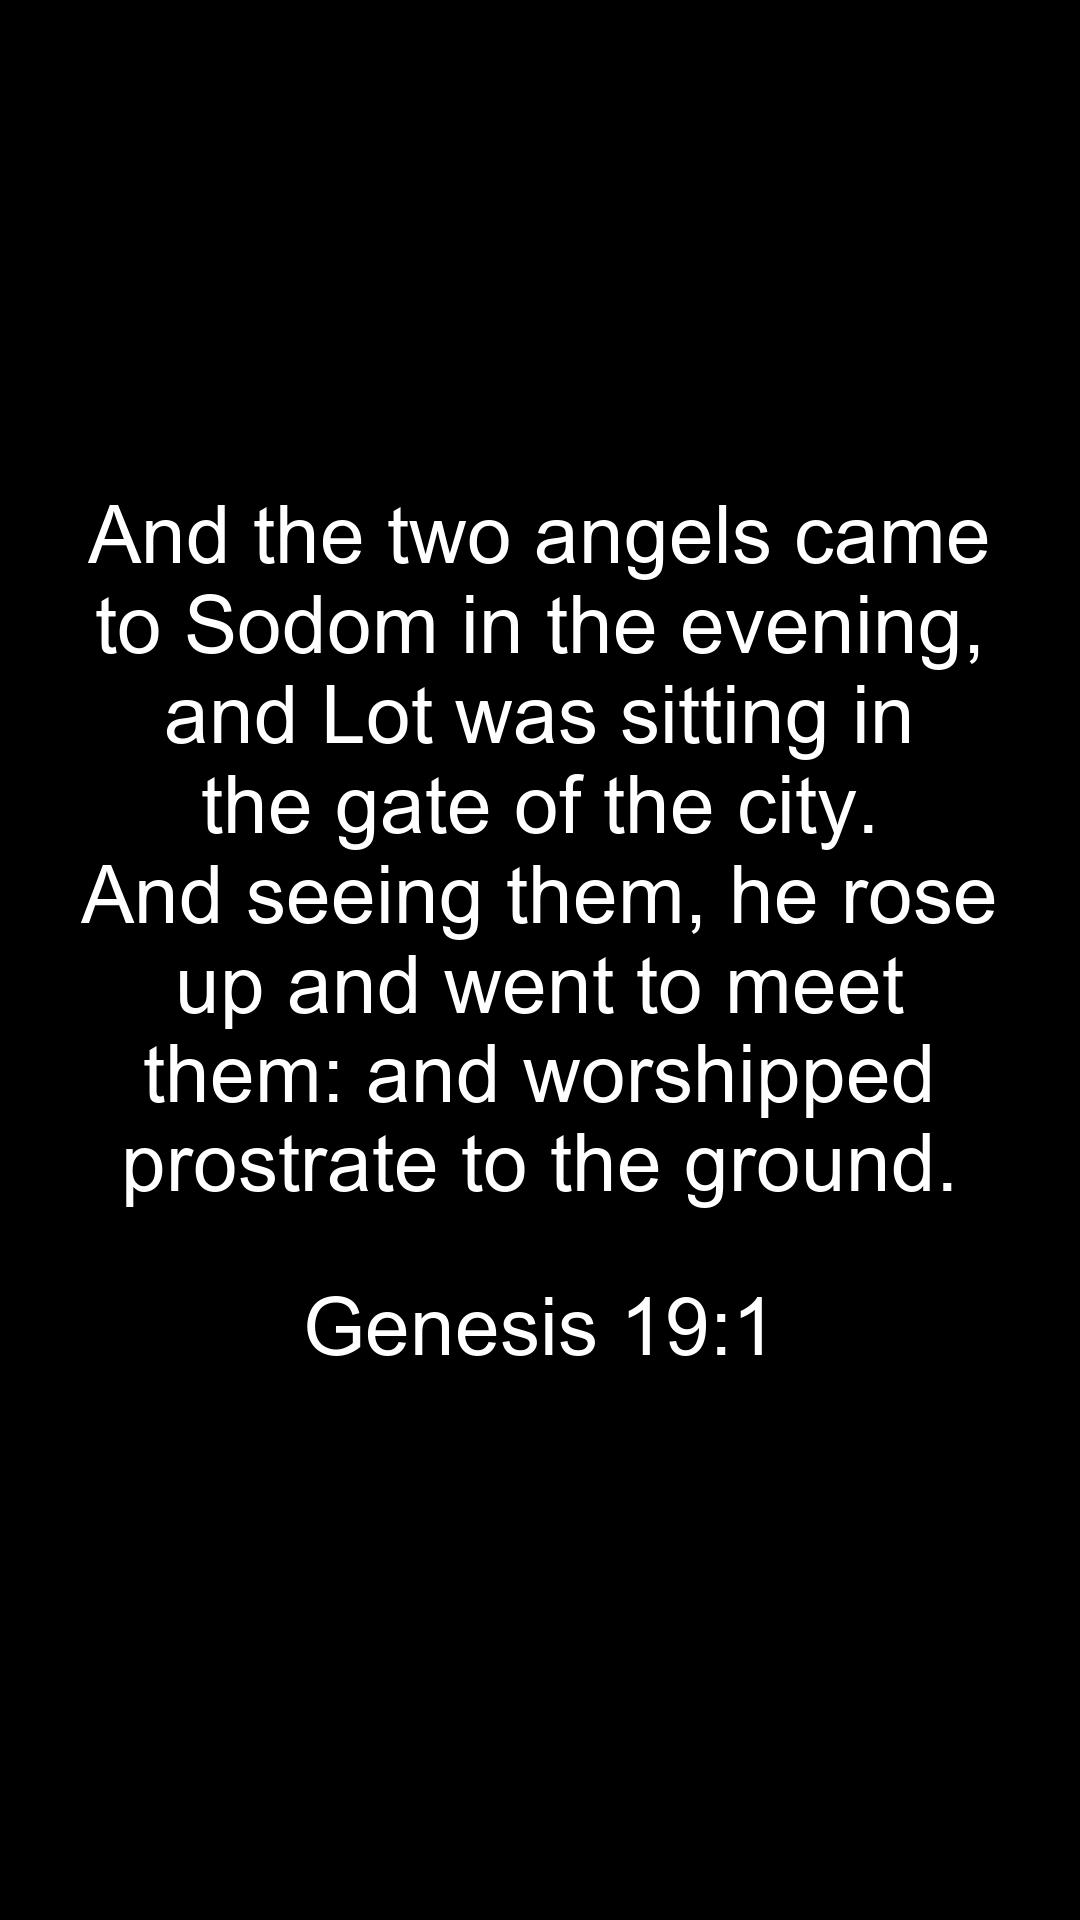 And the two angels came
to Sodom in the evening,
and Lot was sitting in
the gate of the city.
And seeing them, he rose
up and went to meet
them: and worshipped
prostrate to the ground.
Genesis 19:1